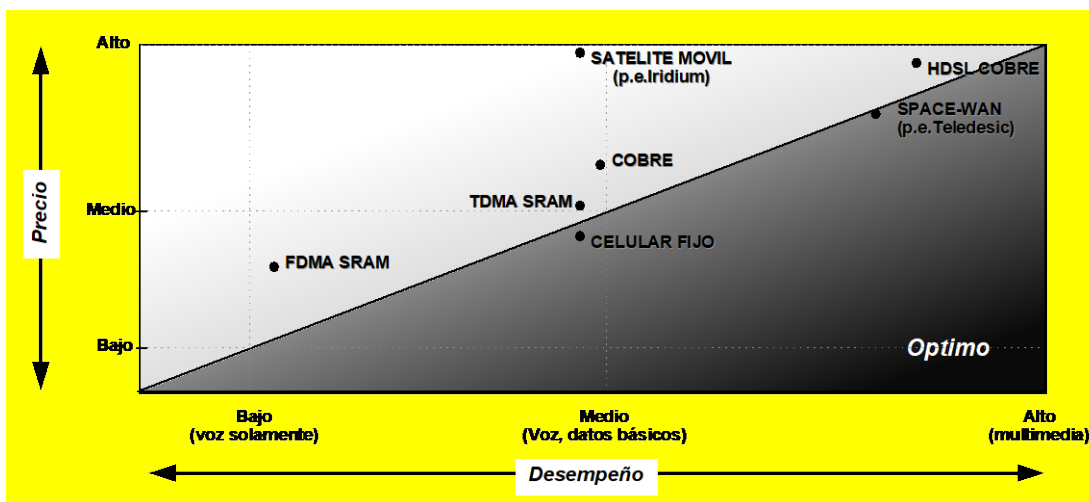 Alto
SATELITE MOVIL
(p.e.Iridium)
HDSL COBRE
SPACE-WAN
(p.e.Teledesic)
COBRE
TDMA SRAM
Medio
CELULAR FIJO
FDMA SRAM
Precio
Bajo
Optimo
Bajo
(voz solamente)
Medio
(Voz, datos básicos)
Alto
(multimedia)
Desempeño